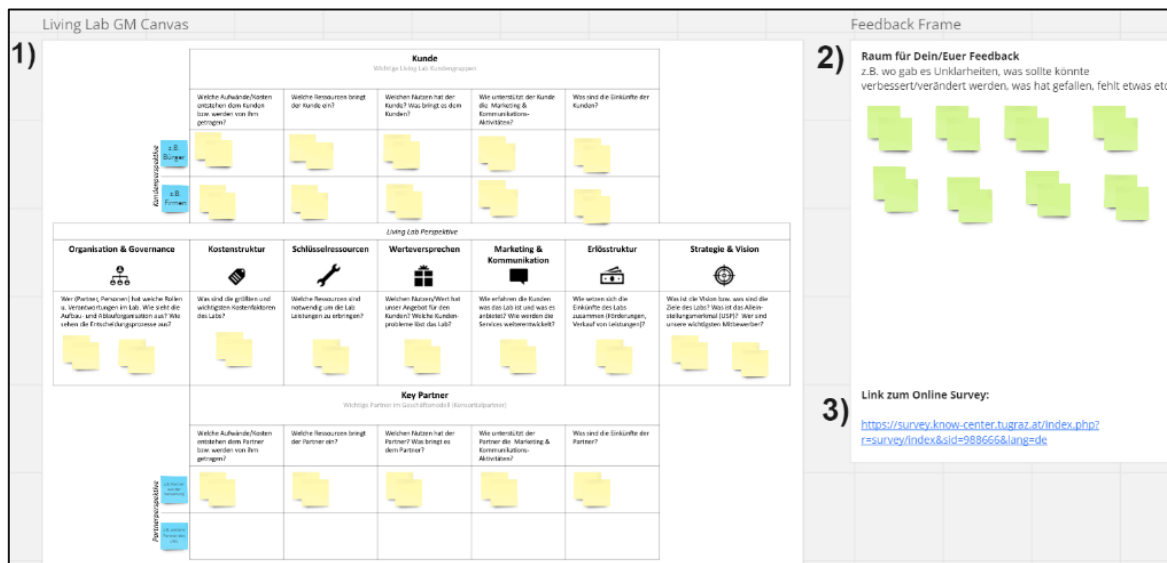 Living Lab GM Canvas
Feedback Frame
1)
Kunde
Wichtige Living Lab Kundengruppen
Welche Aufwände/Kosten
entstehen dem Kunden
bzw. werden von ihm
getragen?
Welche Ressourcen bringt
der Kunde ein?
Welchen Nutzen hat der
Kunde? Was bringt es dem
Kunden?
Wie unterstützt der Kunde
die Marketing &
Kommunikations-
Aktivitäten?
Was sind die Einkünfte der
Kunden?
Kundenperspektive
z.B.
Bürger
z.B.
Firmen
Living Lab Perspektive
Organisation & Governance
Kostenstruktur
Schlüsselressourcen
Werteversprechen
Marketing &
Kommunikation
Erlösstruktur
Strategie & Vision
Wer (Partner, Personen) hat welche Rollen
u. Verantwortungen im Lab. Wie sieht die
Aufbau- und Ablauforganisation aus? Wie
sehen die Entscheidungsprozesse aus?
Was sind die größten und
wichtigsten Kostenfaktoren
des Labs?
Welche Ressourcen sind
notwendig um die Lab
Leistungen zu erbringen?
Welchen Nutzen/Wert hat
unser Angebot für den
Kunden? Welche Kunden-
probleme löst das Lab?
Wie erfahren die Kunden
was das Lab ist und was es
anbietet? Wie werden die
Services weiterentwickelt?
Wie setzen sich die
Einkünfte des Labs
zusammen (Förderungen,
Verkauf von Leistungen)?
Was ist die Vision bzw. was sind die
Ziele des Labs? Was ist das Allein-
stellungsmerkmal (USP)? Wer sind
unsere wichtigsten Mitbewerber?
Key Partner
Wichtige Partner im Geschäftsmodell (Konsortialpartner)
Welche Aufwände/Kosten
entstehen dem Partner
bzw. werden von ihm
getragen?
Welche Ressourcen bringt
der Partner ein?
Welchen Nutzen hat der
Partner? Was bringt es
dem Partner?
Wie unterstützt der
Partner die Marketing &
Kommunikations-
Aktivitäten?
Was sind die Einkünfte der
Partner?
Partnerperspektive
2)
Raum für Dein/Euer Feedback
z.B. wo gab es Unklarheiten, was sollte könnte
verbessert/verändert werden, was hat gefallen, fehlt etwas etc
3)
Link zum Online Survey:
https://survey.know-center.tugraz.at/index.php?
r=survey/index&sid=988666&lang=de